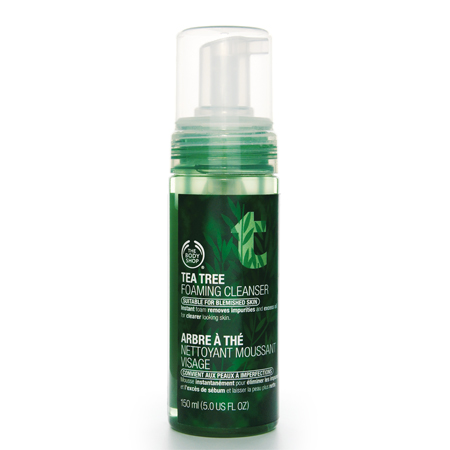 t
THE
BODY
SHOP
®
TEA TREE
FOAMING CLEANSER
SUITABLE FOR BLEMISHED SKIN
Instant foam removes impurities and excess
for clearer looking skin.
ARBRE À THÉ
NETTOYANT MOUSSANT
VISAGE
CONVIENT AUX PEAUX À IMPERFECTIONS
Mousse instantanément pour éliminer les
et l'excès de sébum et laisser la peau plus
150 ml (5.0 US FL OZ)